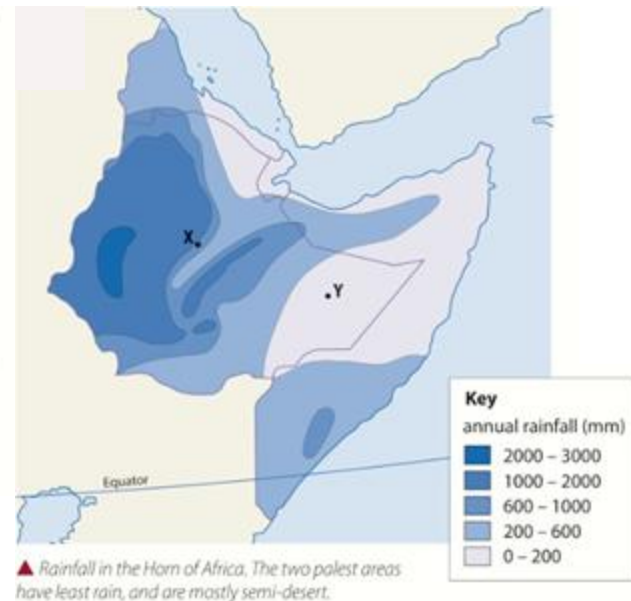 X
Y
Equator
Key
annual rainfall (mm)
2000 – 3000
1000 – 2000
600 – 1000
200 – 600
0 – 200
▲ Rainfall in the Horn of Africa. The two palest areas
have least rain, and are mostly semi-desert.